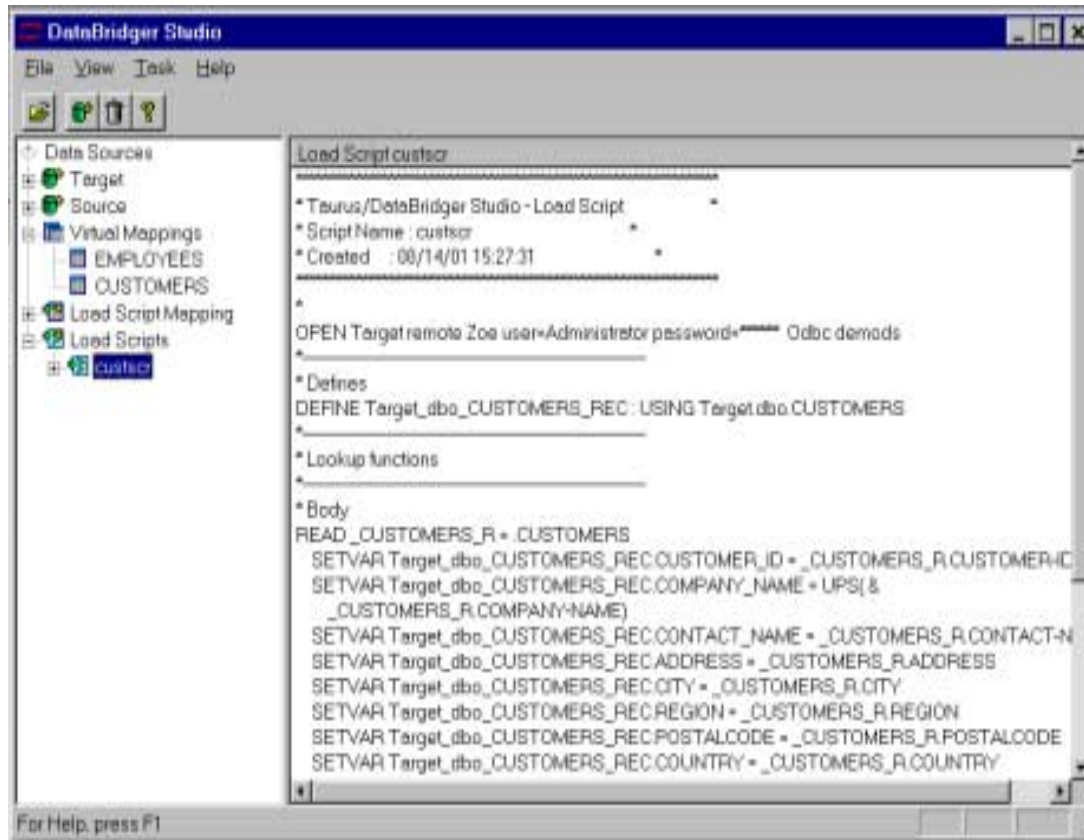 DataBridger Studio
File View Task Help
Data Sources
Target
Source
Virtual Mappings
EMPLOYEES
CUSTOMERS
Load Script Mapping
Load Scripts
custscr
Load Script custscr
* Taurus/DataBridger Studio - Load Script *
* Script Name : custscr *
* Created : 08/14/01 15:27:31 *
*
OPEN Target remote Zoe user=Administrator password=***** Odbc demods
* Defines
DEFINE Target_dbo_CUSTOMERS_REC : USING Target.dbo.CUSTOMERS
* Lookup functions
* Body
READ _CUSTOMERS_R = .CUSTOMERS
SETVAR Target_dbo_CUSTOMERS_REC.CUSTOMER_ID = _CUSTOMERS_R.CUSTOMER-ID
SETVAR Target_dbo_CUSTOMERS_REC.COMPANY_NAME = UPS( &
_CUSTOMERS_R.COMPANY-NAME)
SETVAR Target_dbo_CUSTOMERS_REC.CONTACT_NAME = _CUSTOMERS_R.CONTACT-N
SETVAR Target_dbo_CUSTOMERS_REC.ADDRESS = _CUSTOMERS_R.ADDRESS
SETVAR Target_dbo_CUSTOMERS_REC.CITY = _CUSTOMERS_R.CITY
SETVAR Target_dbo_CUSTOMERS_REC.REGION = _CUSTOMERS_R.REGION
SETVAR Target_dbo_CUSTOMERS_REC.POSTALCODE = _CUSTOMERS_R.POSTALCODE
SETVAR Target_dbo_CUSTOMERS_REC.COUNTRY = _CUSTOMERS_R.COUNTRY
For Help, press F1